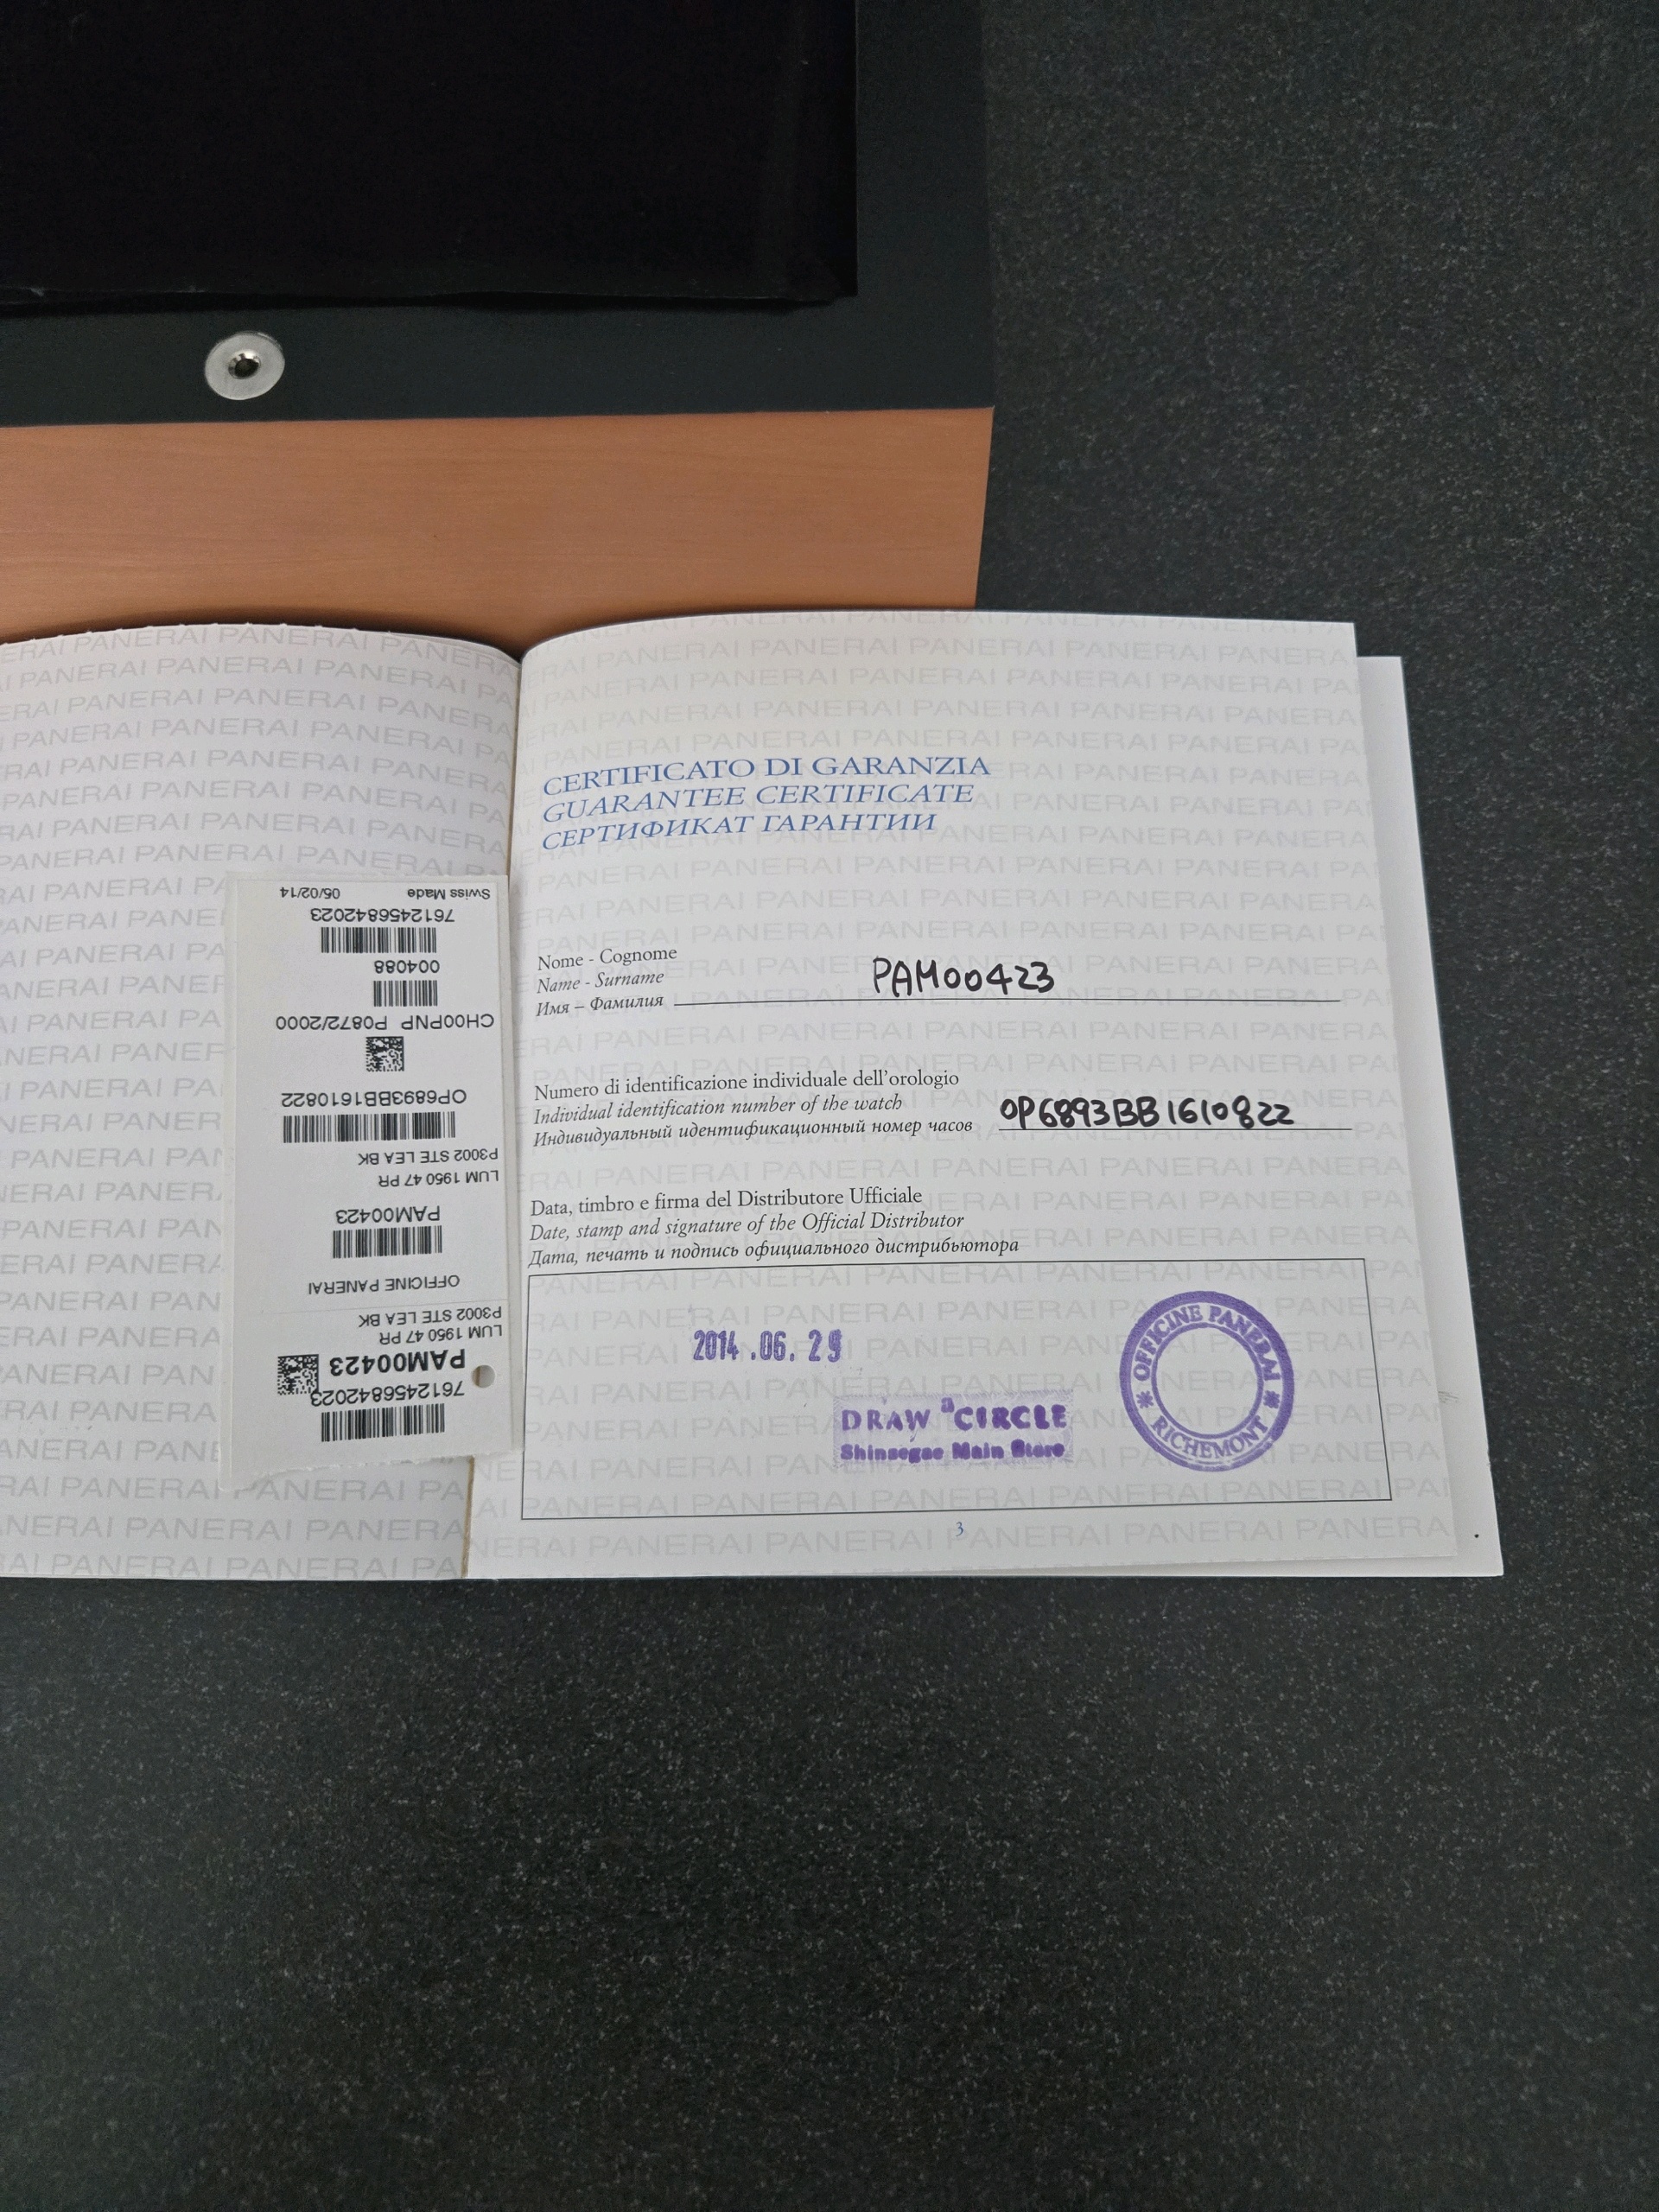 PANERAI PANERAI PANERAI PANERAI
CERTIFICATO DI GARANZIA
GUARANTEE CERTIFICATE
СЕРТИФИКАТ ГАРАНТИИ
Nome - Cognome
Name - Surname
Имя – Фамилия PAM00423
Numero di identificazione individuale dell'orologio
Individual identification number of the watch
Индивидуальный идентификационный номер часов OP6893BB1610822
Data, timbro e firma del Distributore Ufficiale
Date, stamp and signature of the Official Distributor
Дата, печать и подпись официального дистрибьютора
2014.06.
DRAW a CIRCLE
Shinsegae Main Store
OFFICINE PANERAI
RICHEMONT
3
7612456842023
PAM00423
LUM 1950 47 PR
P3002 STE LEA BK
OFFICINE PANERAI
PAM00423
LUM 1950 47 PR
P3002 STE LEA BK
OP6893BB1610822
CH00PNP P0872/2000
004088
7612456842023
Swiss Made 05/02/14